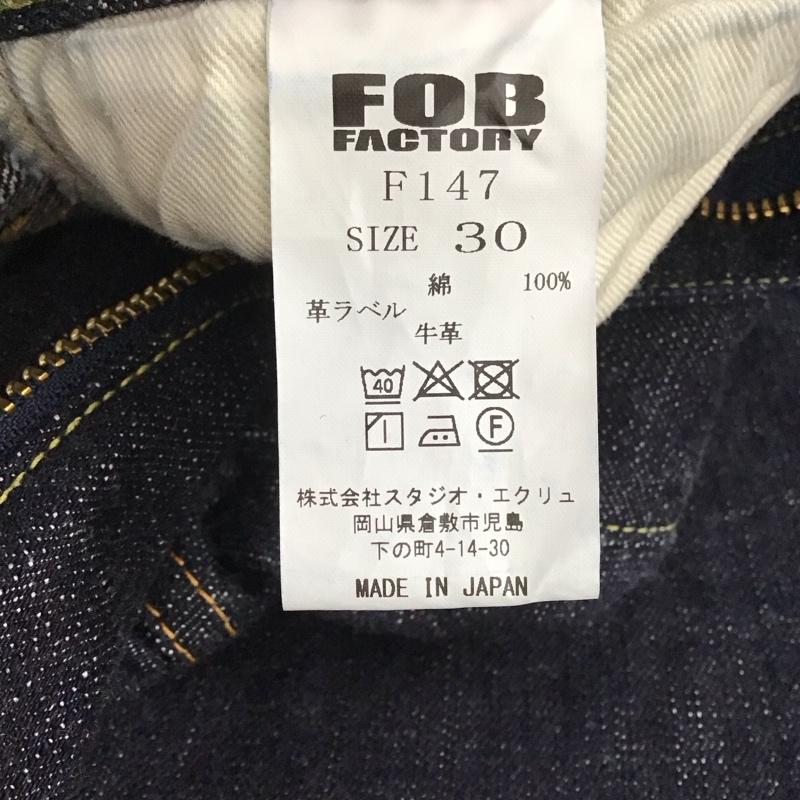 FOB
FACTORY
F147
SIZE 30
綿 100%
革ラベル
牛革
40
F
株式会社スタジオ・エクリュ
岡山県倉敷市児島
下の町4-14-30
MADE IN JAPAN